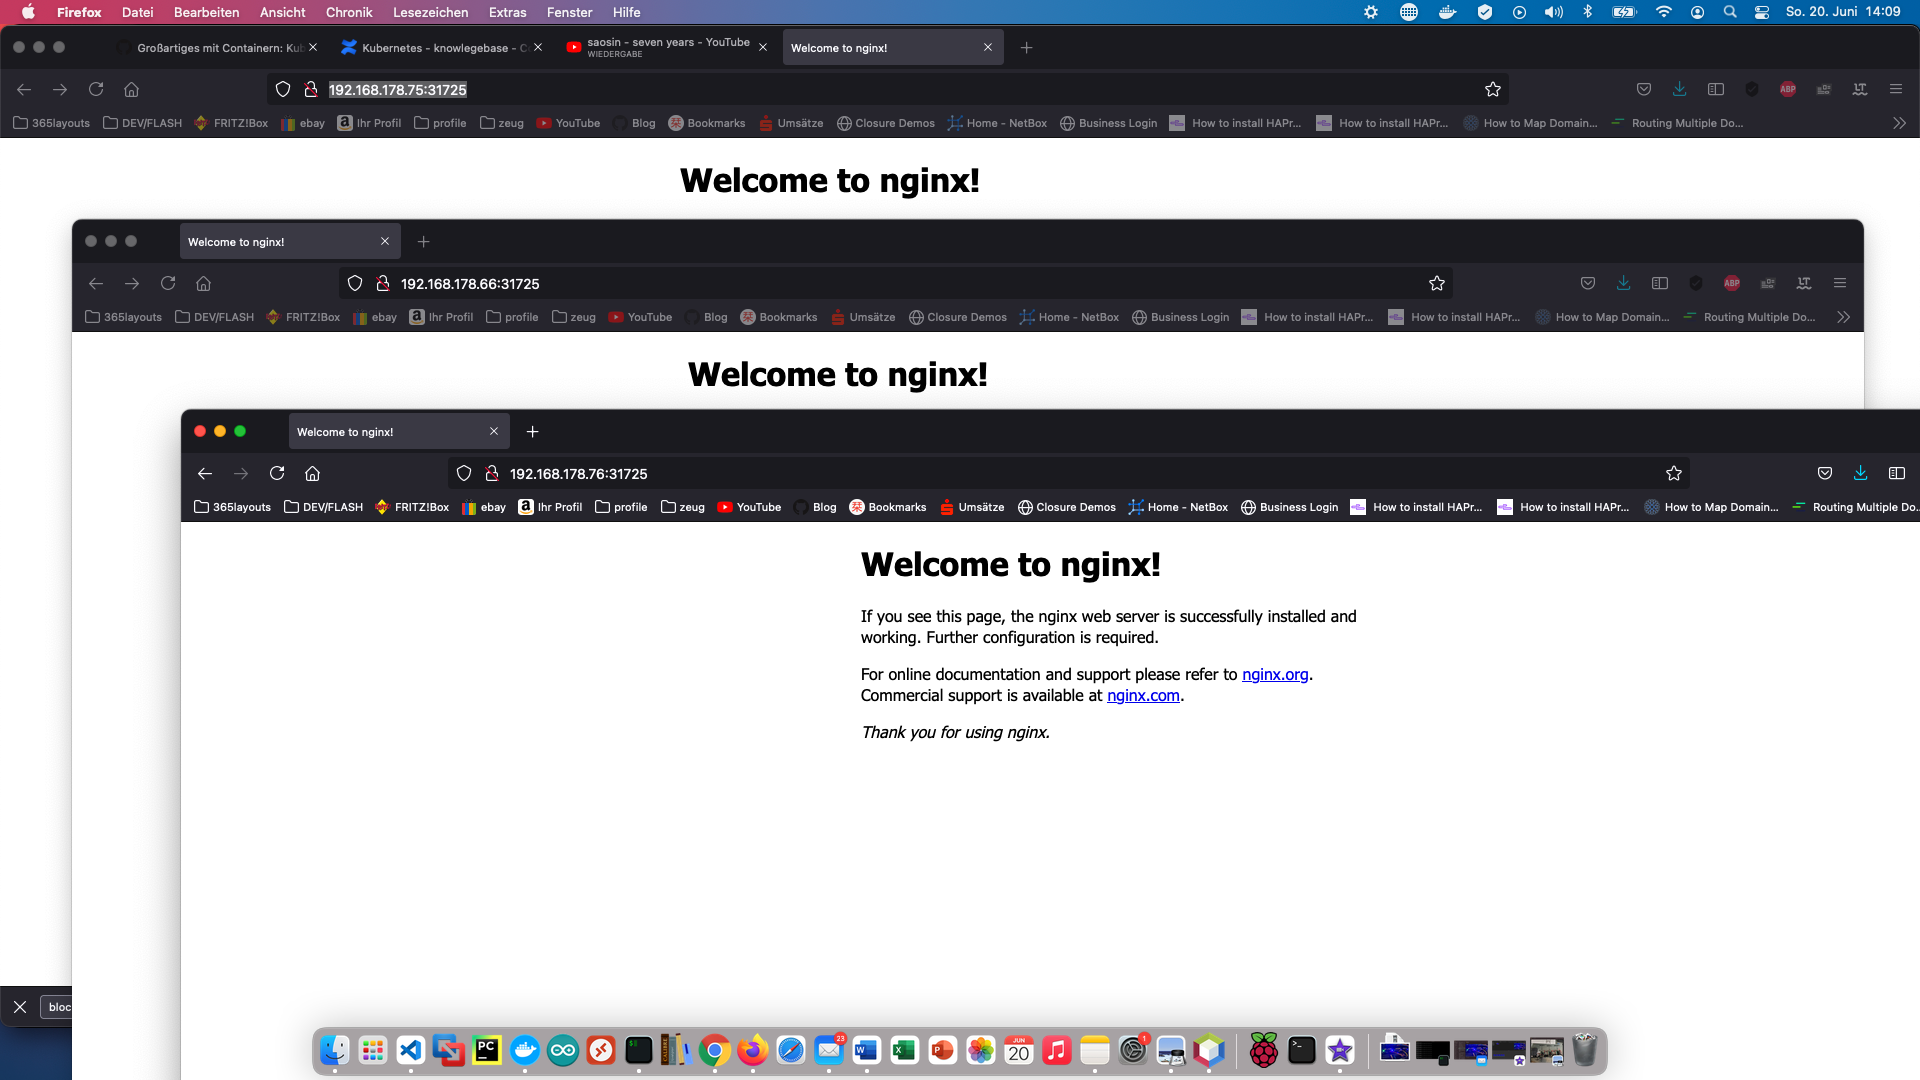 Firefox Datei Bearbeiten Ansicht Chronik Lesezeichen Extras Fenster Hilfe So. 20. Juni 14:09
Großartiges mit Containern: Kub Kubernetes - knowlegebase - C saosin - seven years - YouTube Welcome to nginx!
WIEDERGABE
192.168.178.75:31725 ABP
365layouts DEV/FLASH FRITZ!Box ebay Ihr Profil profile zeug YouTube Blog Bookmarks Umsätze Closure Demos Home - NetBox Business Login How to install HAPr... How to install HAPr... How to Map Domain... Routing Multiple Do...
Welcome to nginx!
Welcome to nginx!
192.168.178.66:31725 ABP
365layouts DEV/FLASH FRITZ!Box ebay Ihr Profil profile zeug YouTube Blog Bookmarks Umsätze Closure Demos Home - NetBox Business Login How to install HAPr... How to install HAPr... How to Map Domain... Routing Multiple Do...
Welcome to nginx!
Welcome to nginx!
192.168.178.76:31725
365layouts DEV/FLASH FRITZ!Box ebay Ihr Profil profile zeug YouTube Blog Bookmarks Umsätze Closure Demos Home - NetBox Business Login How to install HAPr... How to install HAPr... How to Map Domain... Routing Multiple Do..
Welcome to nginx!
If you see this page, the nginx web server is successfully installed and
working. Further configuration is required.
For online documentation and support please refer to nginx.org.
Commercial support is available at nginx.com.
Thank you for using nginx.
bloc
PC 23 W X P JUN 20 1